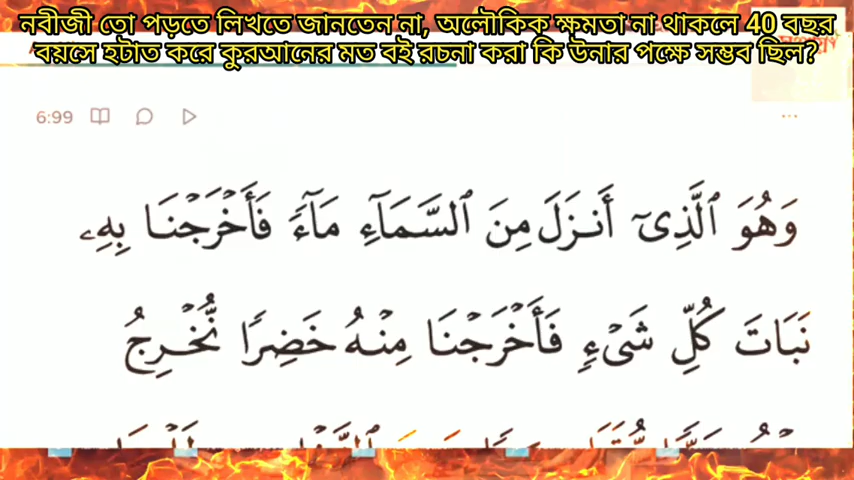 নবীজী তো পড়তে লিখতে জানতেন না, অলৌকিক ক্ষমতা না থাকলে 40 বছর
বয়সে হটাত করে কুরআনের মত বই রচনা করা কি উনার পক্ষে সম্ভব ছিল?
6:99
وَهُوَ ٱلَّذِىٓ أَنزَلَ مِنَ ٱلسَّمَآءِ مَآءً فَأَخْرَجْنَا بِهِۦ
نَبَاتَ كُلِّ شَىْءٍ فَأَخْرَجْنَا مِنْهُ خَضِرًا نُّخْرِجُ